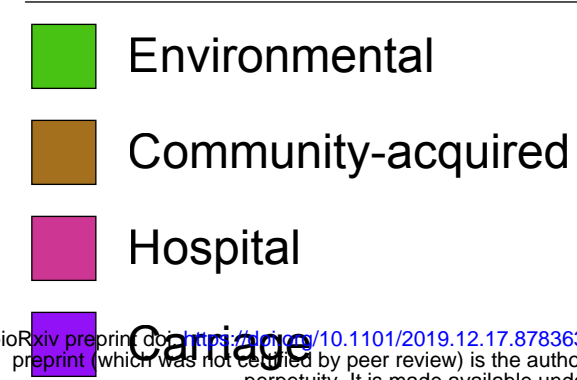 Environmental
Community-acquired
Hospital
Carriage
ioRxiv preprint doi: https://doi.org/10.1101/2019.12.17.878363
preprint (which was not certified by peer review) is the autho
perpetuity. It is made available unde